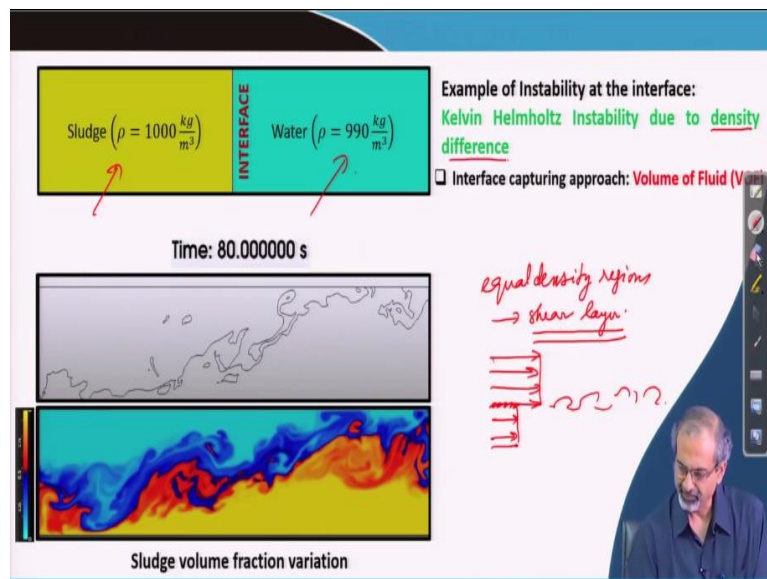 Sludge (ρ = 1000 kg/m³)
INTERFACE
Water (ρ = 990 kg/m³)
Example of Instability at the interface:
Kelvin Helmholtz Instability due to density
difference
Interface capturing approach: Volume of Fluid (VOF)
Time: 80.000000 s
equal density regions
→ shear layer.
Sludge volume fraction variation